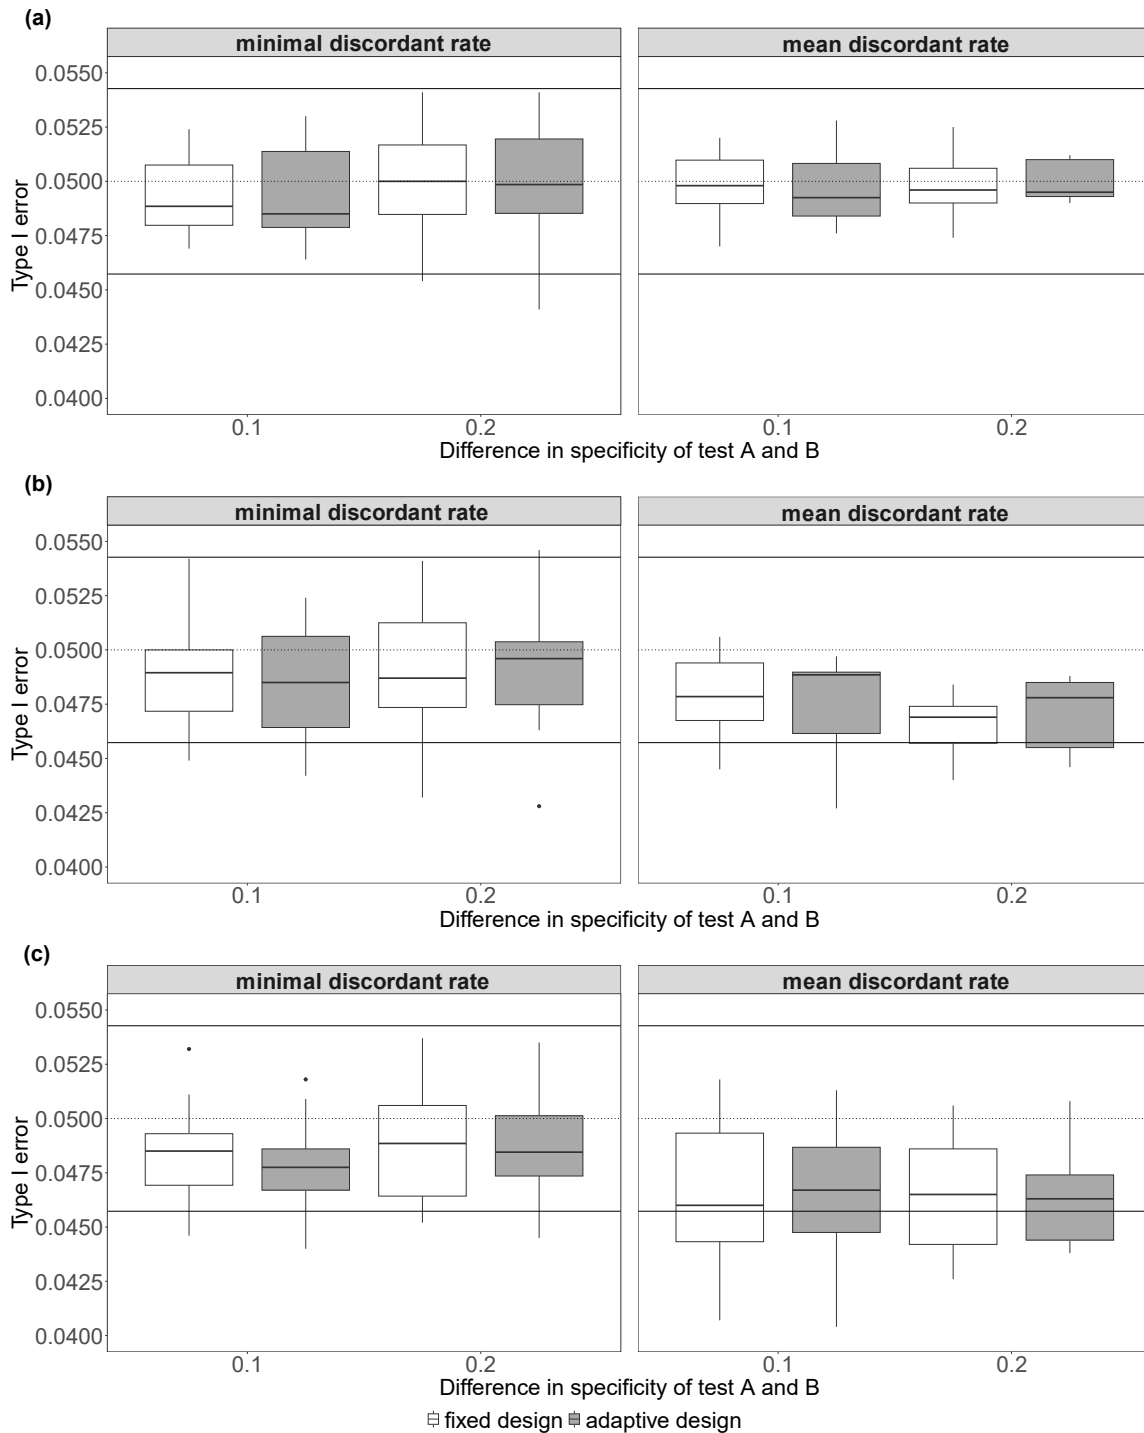 (a)
minimal discordant rate mean discordant rate
0.0550
0.0525
0.0500
0.0475
0.0450
0.0425
0.0400
Type I error
0.1 0.2 0.1 0.2
Difference in specificity of test A and B
(b)
minimal discordant rate mean discordant rate
0.0550
0.0525
0.0500
0.0475
0.0450
0.0425
0.0400
Type I error
0.1 0.2 0.1 0.2
Difference in specificity of test A and B
(c)
minimal discordant rate mean discordant rate
0.0550
0.0525
0.0500
0.0475
0.0450
0.0425
0.0400
Type I error
0.1 0.2 0.1 0.2
Difference in specificity of test A and B
fixed design adaptive design